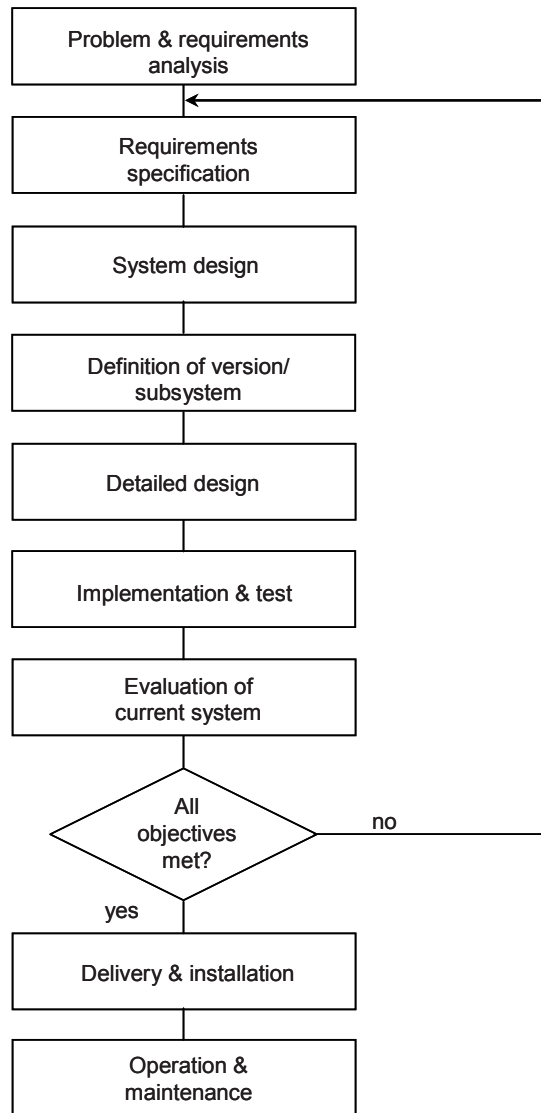 Problem & requirements
analysis
Requirements
specification
System design
Definition of version/
subsystem
Detailed design
Implementation & test
Evaluation of
current system
All
objectives
met?
no
yes
Delivery & installation
Operation &
maintenance